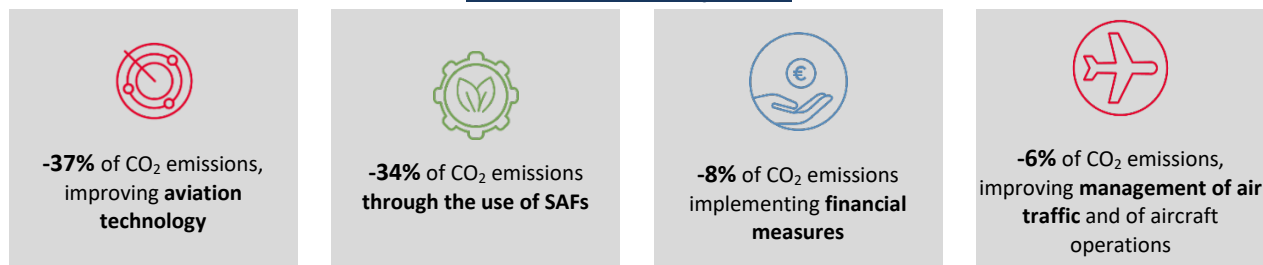 -37% of CO₂ emissions,
improving aviation
technology
-34% of CO₂ emissions
through the use of SAFs
-8% of CO₂ emissions
implementing financial
measures
-6% of CO₂ emissions,
improving management of air
traffic and of aircraft
operations
€